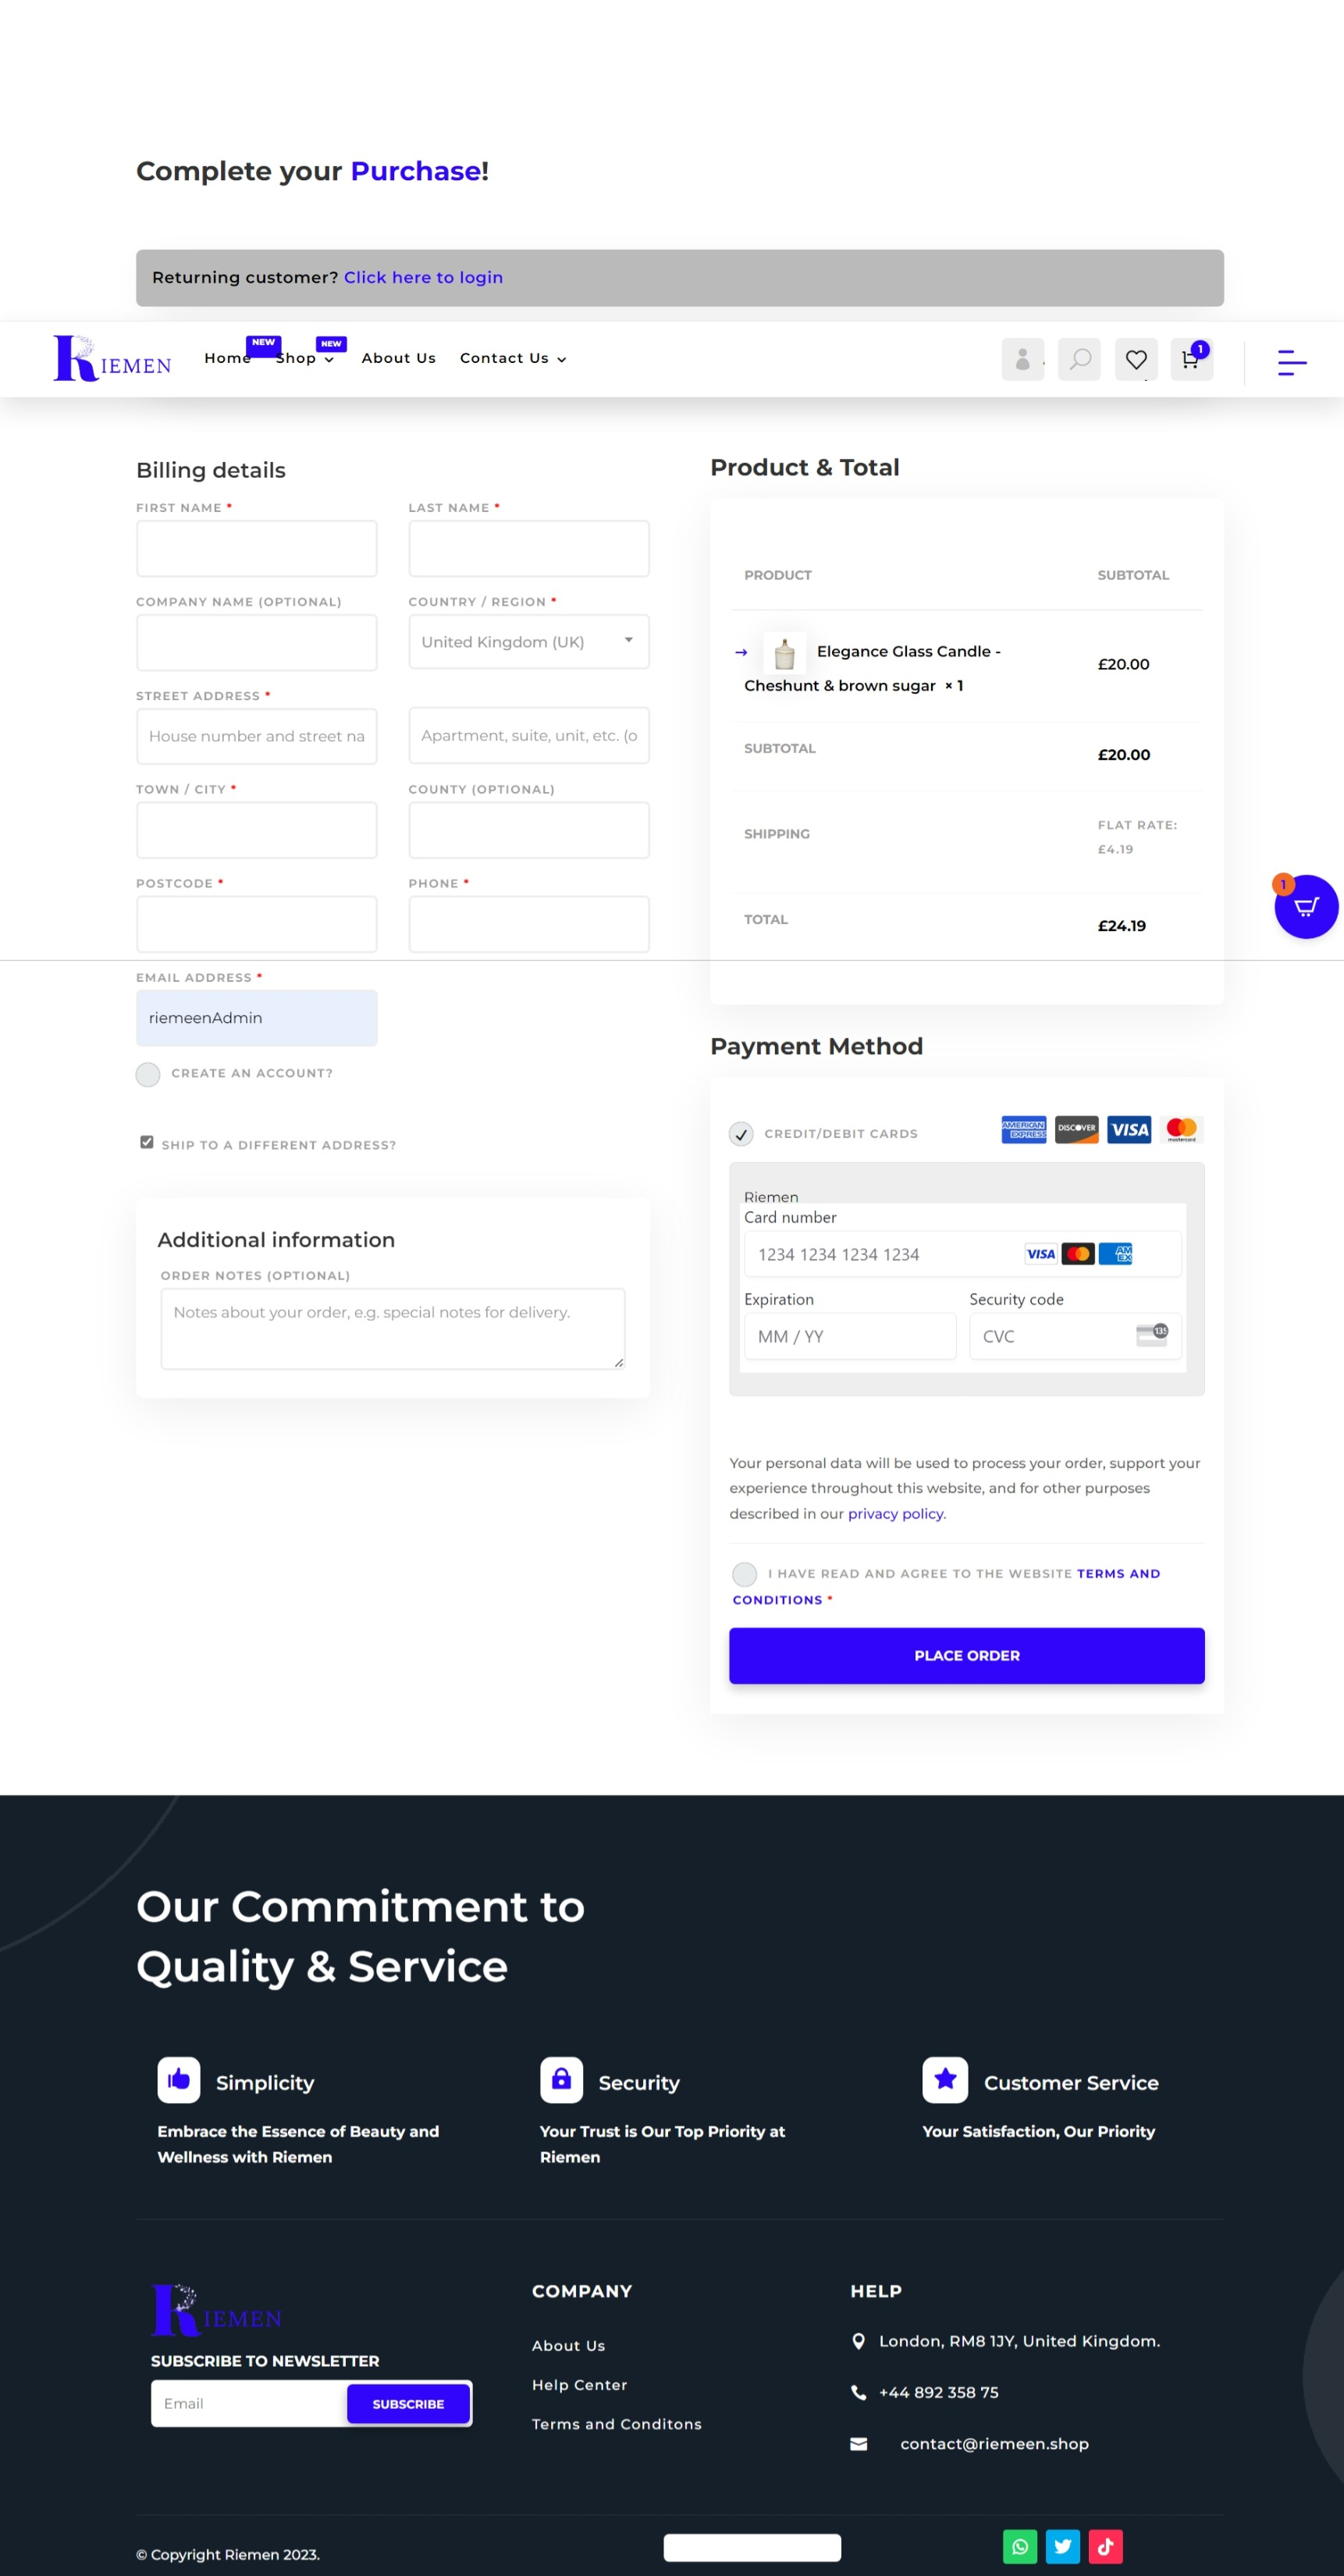 Complete your Purchase!
Returning customer? Click here to login
RIEMEN
Home
NEW
Shop
NEW
About Us
Contact Us
1
Billing details
FIRST NAME *
LAST NAME *
COMPANY NAME (OPTIONAL)
COUNTRY / REGION *
United Kingdom (UK)
STREET ADDRESS *
House number and street na
Apartment, suite, unit, etc. (o
TOWN / CITY *
COUNTY (OPTIONAL)
POSTCODE *
PHONE *
EMAIL ADDRESS *
riemeenAdmin
CREATE AN ACCOUNT?
SHIP TO A DIFFERENT ADDRESS?
Additional information
ORDER NOTES (OPTIONAL)
Notes about your order, e.g. special notes for delivery.
Product & Total
PRODUCT
SUBTOTAL
→ Elegance Glass Candle -
Cheshunt & brown sugar × 1
£20.00
SUBTOTAL
£20.00
SHIPPING
FLAT RATE:
£4.19
TOTAL
£24.19
1
Payment Method
CREDIT/DEBIT CARDS
AMERICAN EXPRESS
DISCOVER
VISA
mastercard
Riemen
Card number
1234 1234 1234 1234
VISA
AM EX
Expiration
Security code
MM / YY
CVC
135
Your personal data will be used to process your order, support your
experience throughout this website, and for other purposes
described in our privacy policy.
I HAVE READ AND AGREE TO THE WEBSITE TERMS AND
CONDITIONS *
PLACE ORDER
Our Commitment to
Quality & Service
Simplicity
Embrace the Essence of Beauty and
Wellness with Riemen
Security
Your Trust is Our Top Priority at
Riemen
Customer Service
Your Satisfaction, Our Priority
RIEMEN
SUBSCRIBE TO NEWSLETTER
Email
SUBSCRIBE
COMPANY
About Us
Help Center
Terms and Conditons
HELP
London, RM8 1JY, United Kingdom.
+44 892 358 75
contact@riemeen.shop
© Copyright Riemen 2023.